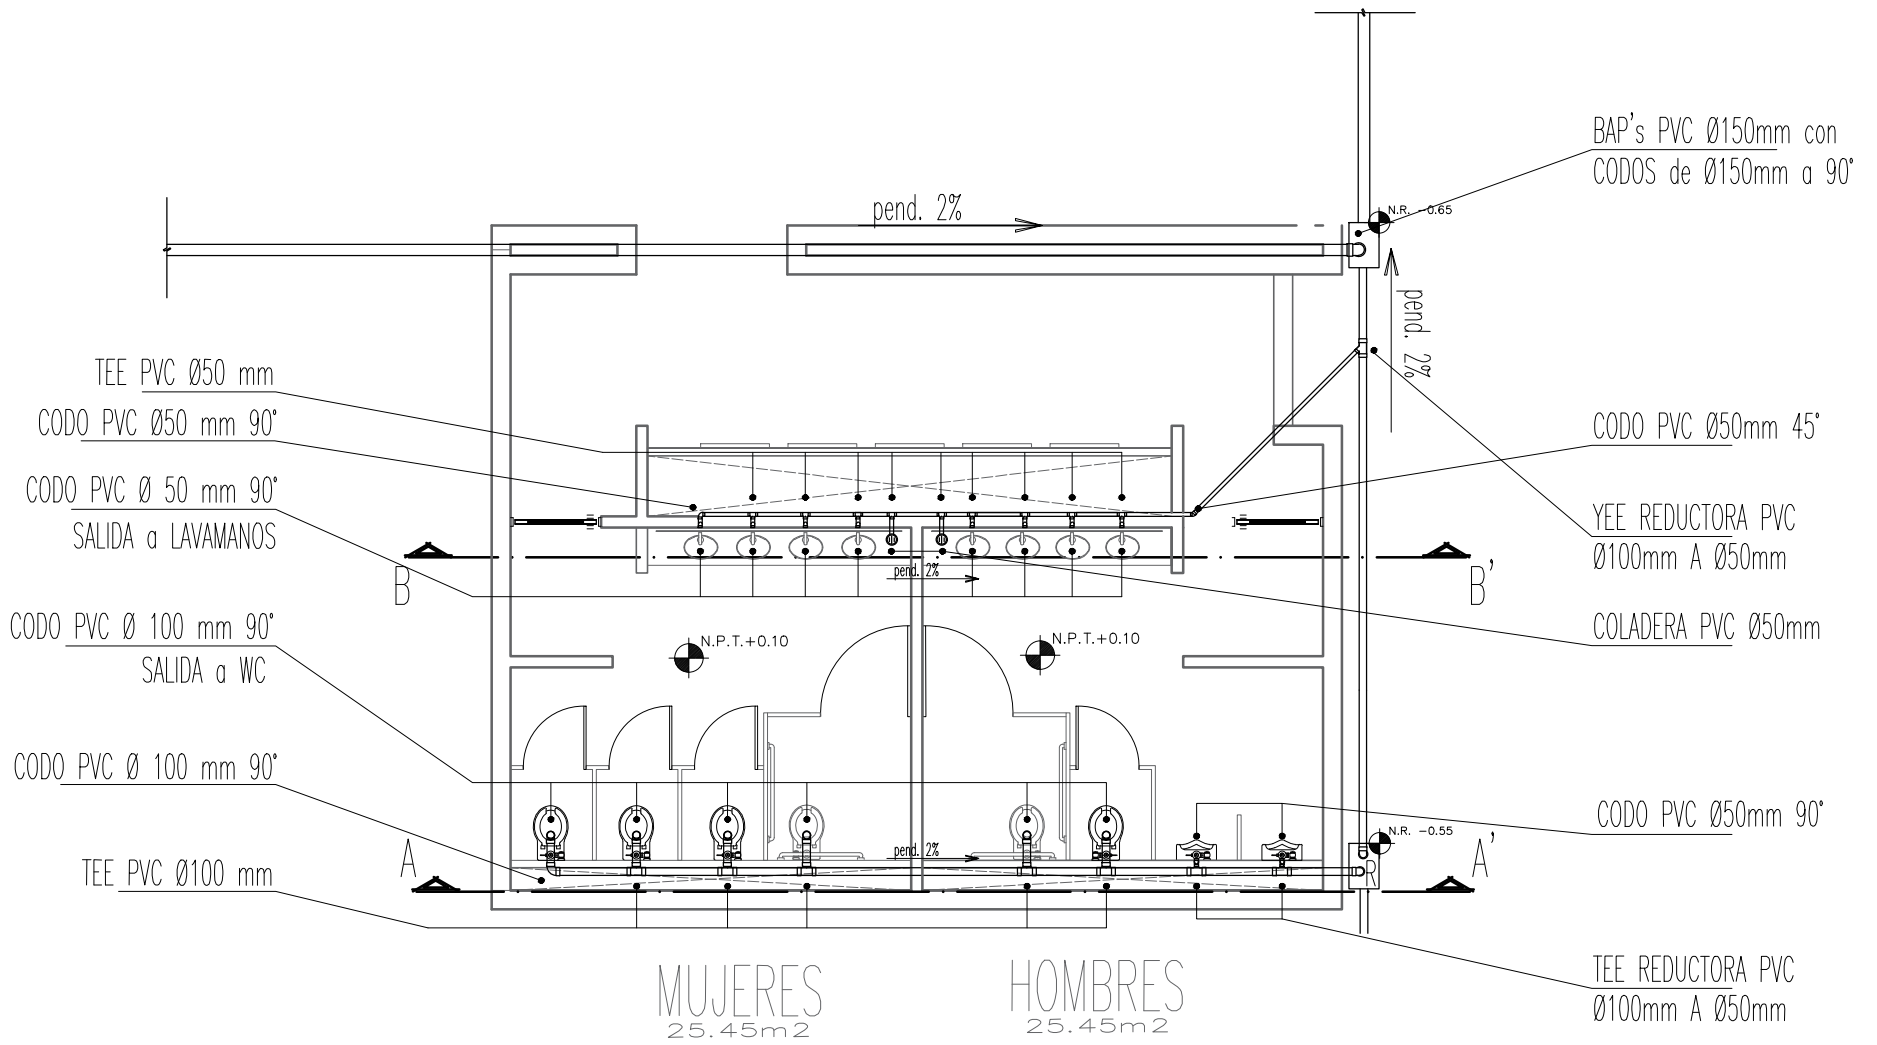 BAP's PVC Ø150mm con
CODOS de Ø150mm a 90°
pend. 2%
N.R. -0.65
pend. 2%
TEE PVC Ø50 mm
CODO PVC Ø50 mm 90°
CODO PVC Ø 50 mm 90°
SALIDA a LAVAMANOS
CODO PVC Ø50mm 45°
YEE REDUCTORA PVC
Ø100mm A Ø50mm
B
B'
pend. 2%
COLADERA PVC Ø50mm
CODO PVC Ø 100 mm 90°
SALIDA a WC
N.P.T.+0.10
N.P.T.+0.10
CODO PVC Ø 100 mm 90°
CODO PVC Ø50mm 90°
N.R. -0.55
A
A'
pend. 2%
R
TEE PVC Ø100 mm
TEE REDUCTORA PVC
Ø100mm A Ø50mm
MUJERES
25.45m2
HOMBRES
25.45m2